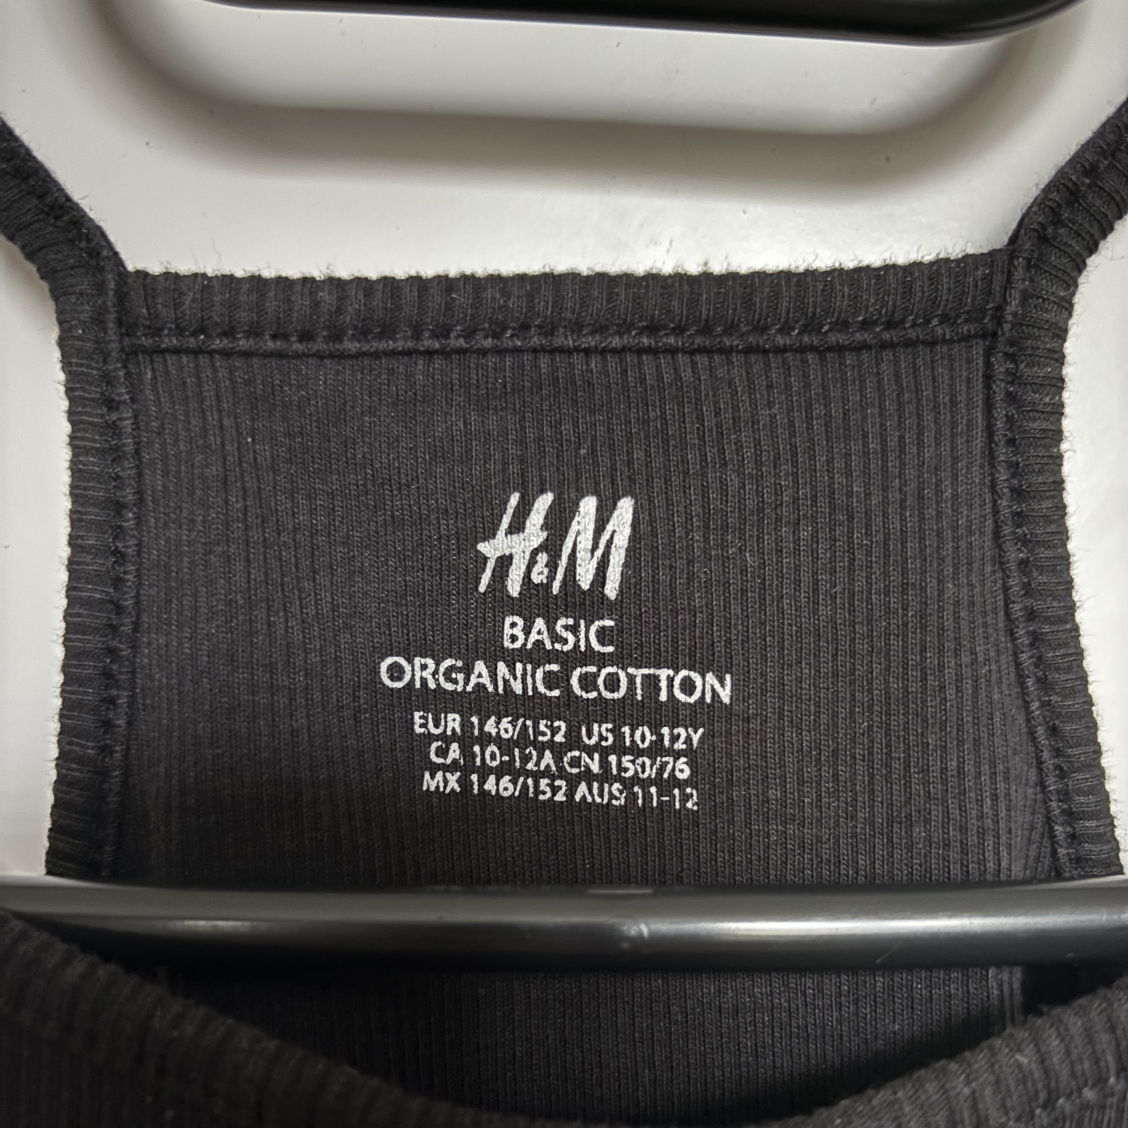 H&M
BASIC
ORGANIC COTTON
EUR 146/152 US 10-12Y
CA 10-12A CN 150/76
MX 146/152 AUS 11-12